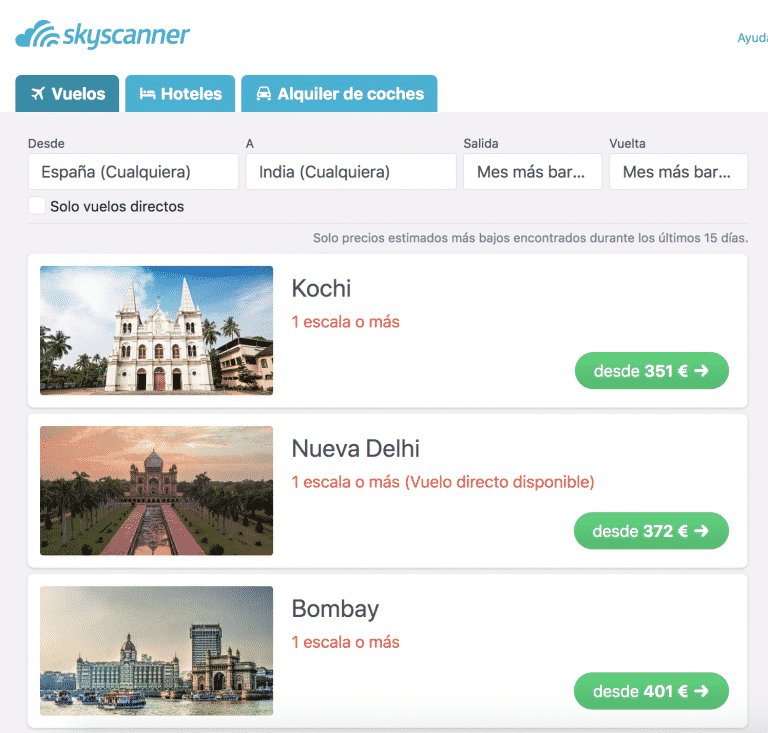 skyscanner
Ayuda
Vuelos
Hoteles
Alquiler de coches
Desde
A
Salida
Vuelta
España (Cualquiera)
India (Cualquiera)
Mes más bar...
Mes más bar...
Solo vuelos directos
Solo precios estimados más bajos encontrados durante los últimos 15 días.
Kochi
1 escala o más
desde 351 € →
Nueva Delhi
1 escala o más (Vuelo directo disponible)
desde 372 € →
Bombay
1 escala o más
desde 401 € →